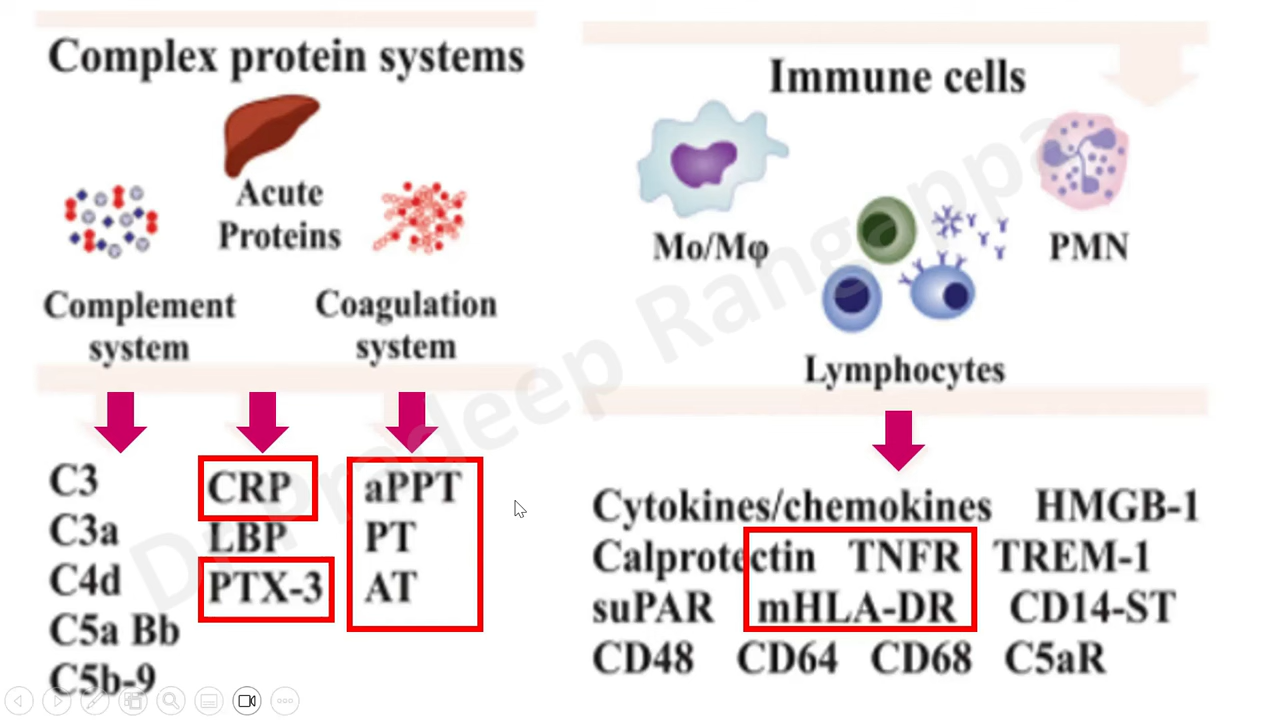 Complex protein systems
Acute
Proteins
Complement
system
Coagulation
system
C3
C3a
C4d
C5a Bb
C5b-9
CRP
LBP
PTX-3
aPPT
PT
AT
Immune cells
Mo/Mφ
PMN
Lymphocytes
Cytokines/chemokines HMGB-1
Calprotectin TNFR TREM-1
suPAR mHLA-DR CD14-ST
CD48 CD64 CD68 C5aR
Dr Pradeep Rangappa